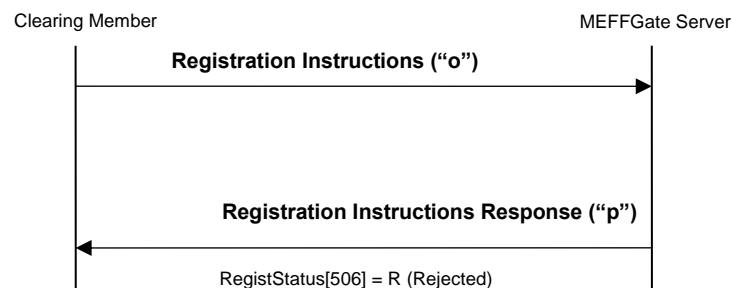 Clearing Member
MEFFGate Server
Registration Instructions (“o”)
Registration Instructions Response (“p”)
RegistStatus[506] = R (Rejected)